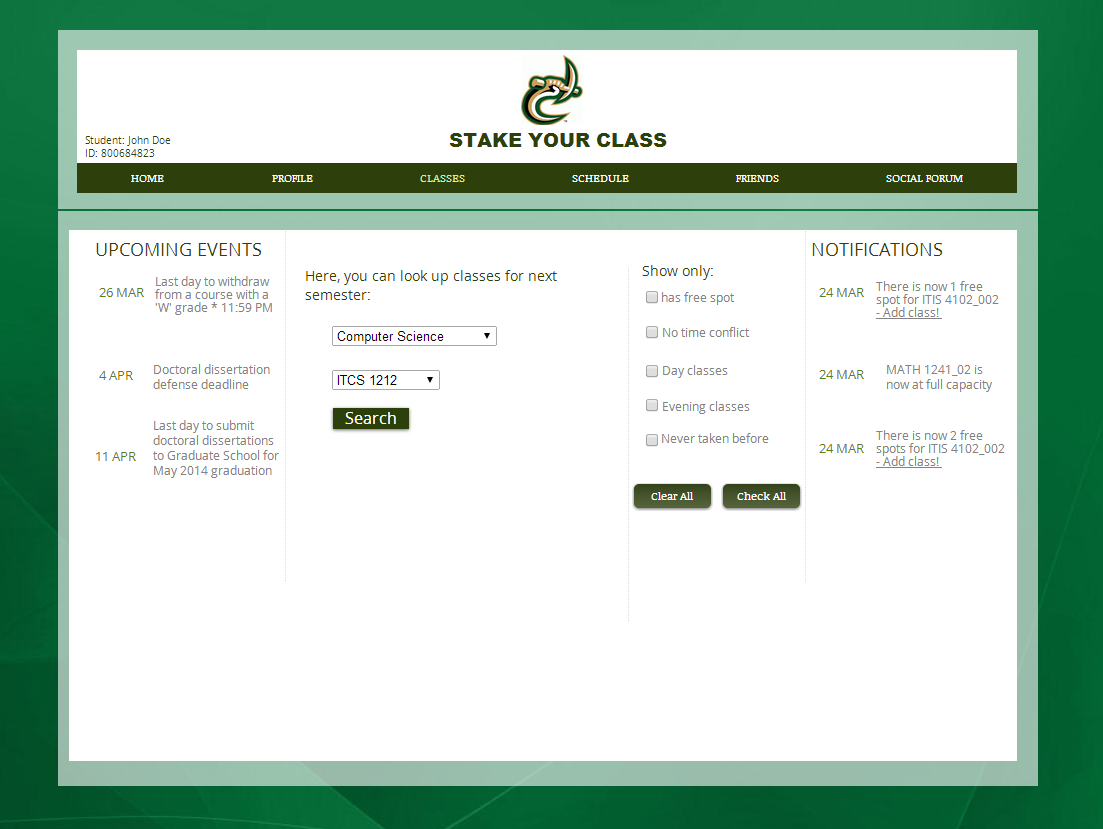 STAKE YOUR CLASS
Student: John Doe
ID: 800684823
HOME
PROFILE
CLASSES
SCHEDULE
FRIENDS
SOCIAL FORUM
UPCOMING EVENTS
26 MAR
Last day to withdraw
from a course with a
'W' grade * 11:59 PM
4 APR
Doctoral dissertation
defense deadline
11 APR
Last day to submit
doctoral dissertations
to Graduate School for
May 2014 graduation
Here, you can look up classes for next
semester:
Computer Science
ITCS 1212
Search
Show only:
has free spot
No time conflict
Day classes
Evening classes
Never taken before
Clear All
Check All
NOTIFICATIONS
24 MAR
There is now 1 free
spot for ITIS 4102_002
- Add class!
24 MAR
MATH 1241_02 is
now at full capacity
24 MAR
There is now 2 free
spots for ITIS 4102_002
- Add class!